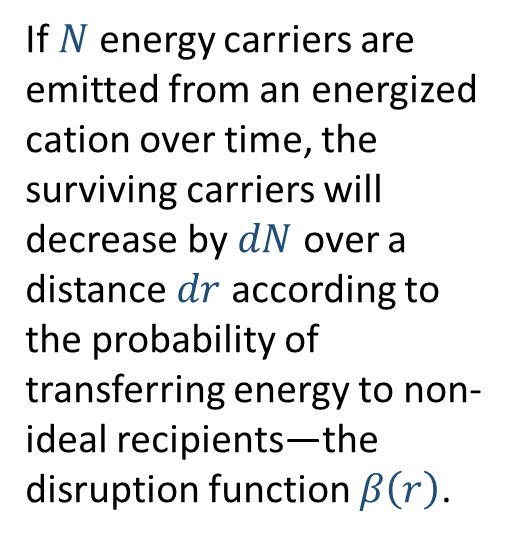 If N energy carriers are
emitted from an energized
cation over time, the
surviving carriers will
decrease by dN over a
distance dr according to
the probability of
transferring energy to non-
ideal recipients—the
disruption function β(r).